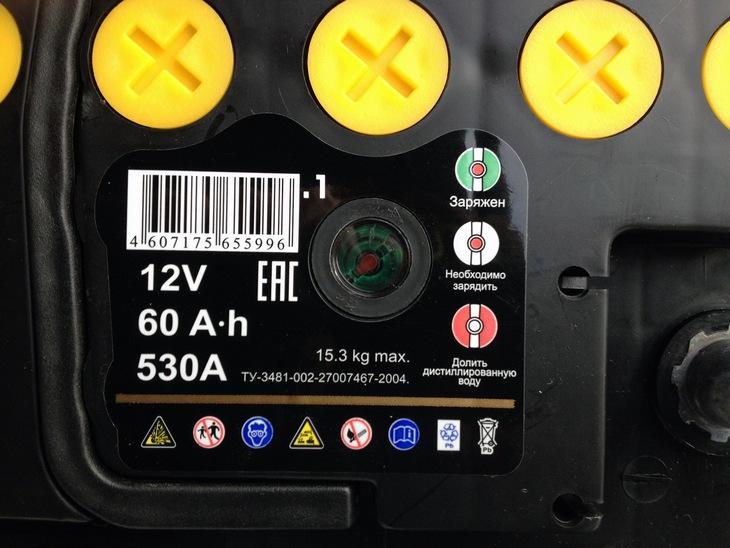 .1
4 607175 655996
12V
EAC
60 A·h
530A
15.3 kg max.
ТУ-3481-002-27007467-2004.
Заряжен
Необходимо
зарядить
Долить
дистиллированную
воду
Pb
Pb